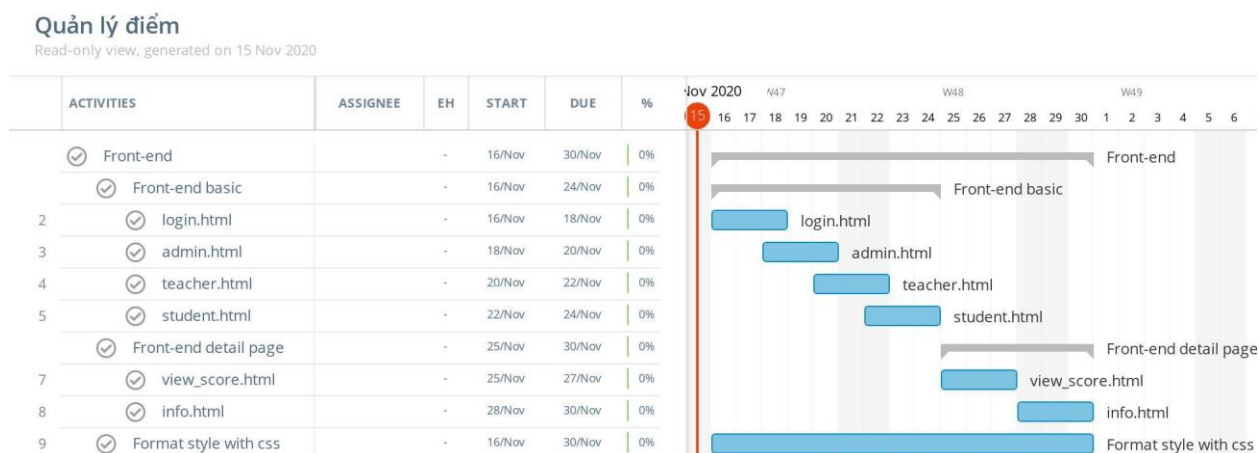 Quản lý điểm
Read-only view, generated on 15 Nov 2020
ACTIVITIES ASSIGNEE EH START DUE % Nov 2020 W47 W48 W49
15 16 17 18 19 20 21 22 23 24 25 26 27 28 29 30 1 2 3 4 5 6
Front-end - 16/Nov 30/Nov 0% Front-end
Front-end basic - 16/Nov 24/Nov 0% Front-end basic
2 login.html - 16/Nov 18/Nov 0% login.html
3 admin.html - 18/Nov 20/Nov 0% admin.html
4 teacher.html - 20/Nov 22/Nov 0% teacher.html
5 student.html - 22/Nov 24/Nov 0% student.html
Front-end detail page - 25/Nov 30/Nov 0% Front-end detail page
7 view_score.html - 25/Nov 27/Nov 0% view_score.html
8 info.html - 28/Nov 30/Nov 0% info.html
9 Format style with css - 16/Nov 30/Nov 0% Format style with css